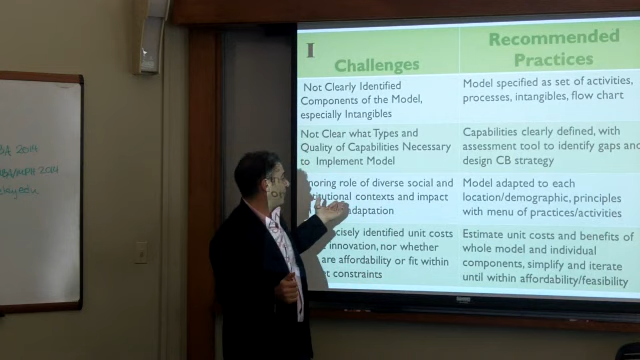 I
Challenges
Recommended
Practices
Not Clearly Identified
Components of the Model,
especially Intangibles
Model specified as set of activities,
processes, intangibles, flow chart
Not Clear what Types and
Quality of Capabilities Necessary
to Implement Model
Capabilities clearly defined, with
assessment tool to identify gaps and
design CB strategy
noring role of diverse social and
titutional contexts and impact
adaptation
Model adapted to each
location/demographic, principles
with menu of practices/activities
cisely identified unit costs
innovation, nor whether
are affordability or fit within
constraints
Estimate unit costs and benefits of
whole model and individual
components, simplify and iterate
until within affordability/feasibility
2014